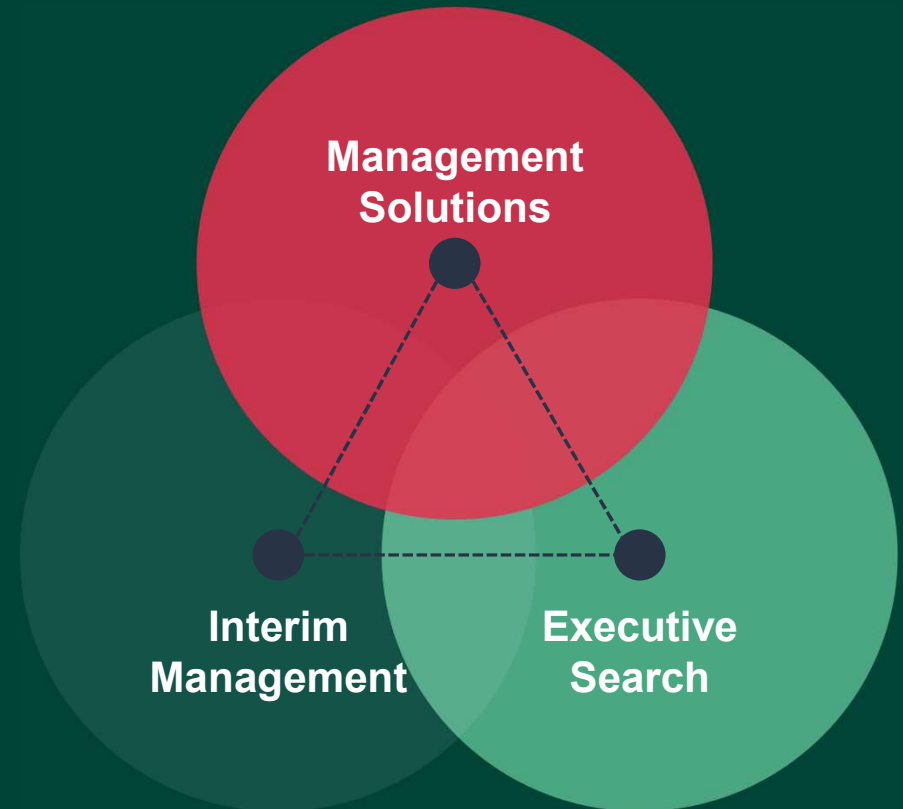 Management
Solutions
Interim
Management
Executive
Search